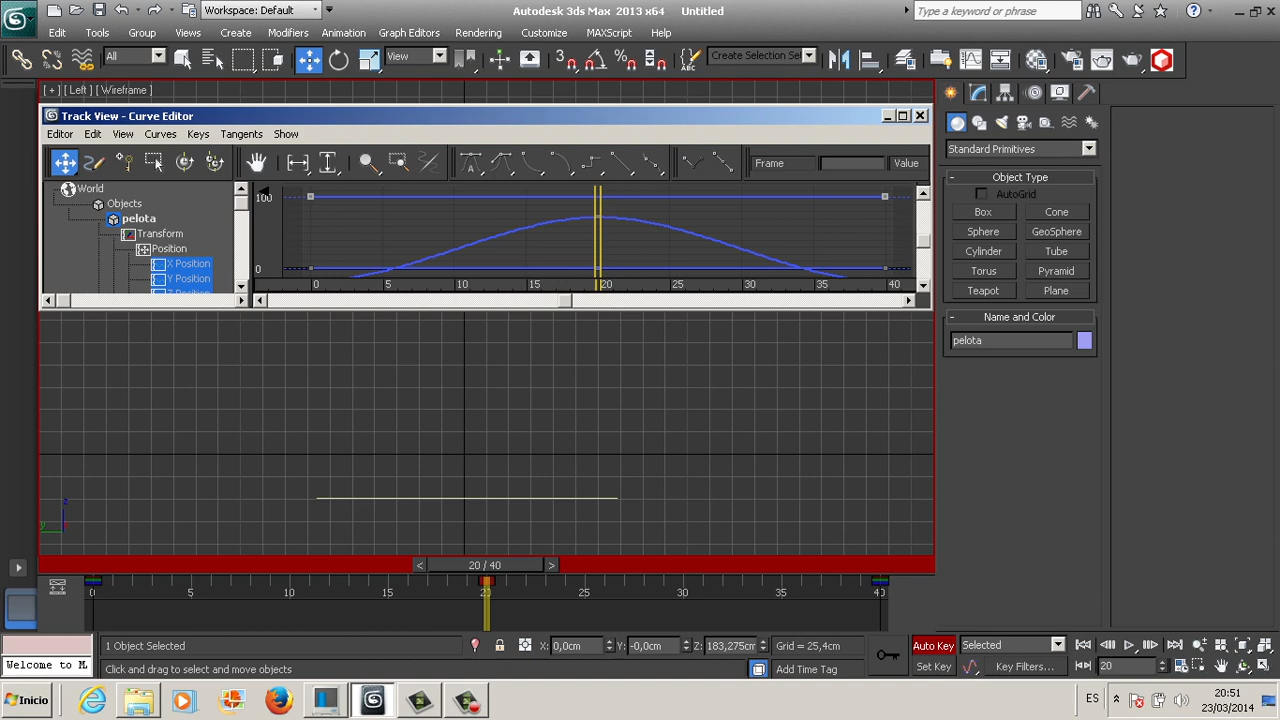 Workspace: Default
Autodesk 3ds Max 2013 x64 Untitled
Type a keyword or phrase
Edit Tools Group Views Create Modifiers Animation Graph Editors Rendering Customize MAXScript Help
All
View
3
%
ABC
Create Selection Se
[ + ] [ Left ] [ Wireframe ]
Track View - Curve Editor
Editor Edit View Curves Keys Tangents Show
Frame
Value
World
Objects
pelota
Transform
Position
X Position
Y Position
Z Position
100
0
0 5 10 15 20 25 30 35 40
Standard Primitives
- Object Type
AutoGrid
Box Cone
Sphere GeoSphere
Cylinder Tube
Torus Pyramid
Teapot Plane
- Name and Color
pelota
z
y
< 20 / 40 >
0 5 10 15 20 25 30 35 40
1 Object Selected
X: 0,0cm Y: -0,0cm Z: 183,275cm Grid = 25,4cm
Auto Key Selected
Welcome to M
Click and drag to select and move objects
Add Time Tag
Set Key Key Filters... 20
Inicio
ES
20:51
23/03/2014